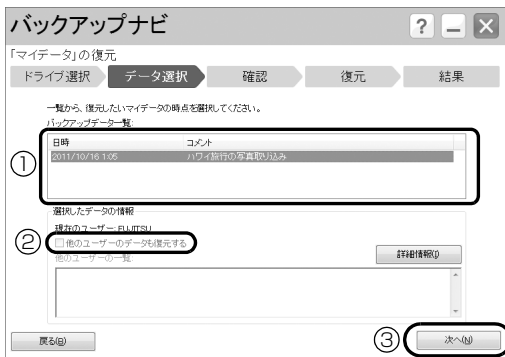 バックアップナビ
? – ×
「マイデータ」の復元
ドライブ選択 データ選択 確認 復元 結果
一覧から、復元したいマイデータの時点を選択してください。
バックアップデータ一覧:
日時 コメント
① 2011/10/16 1:05 ハワイ旅行の写真取り込み
選択したデータの情報
現在のユーザー: FUJITSU
② 他のユーザーのデータも復元する
他のユーザーの一覧:
詳細情報(I)
戻る(B) ③ 次へ(N)